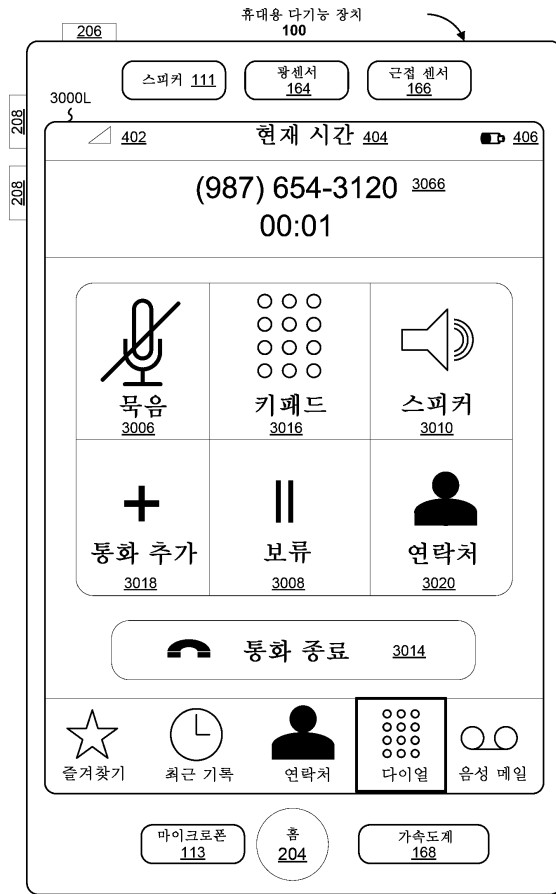 휴대용 다기능 장치
100
206
스피커 111
광센서
164
근접 센서
166
3000L
208
208
402
현재 시간 404
406
(987) 654-3120 3066
00:01
묵음
3006
키패드
3016
스피커
3010
통화 추가
3018
보류
3008
연락처
3020
통화 종료 3014
즐겨찾기
최근 기록
연락처
다이얼
음성 메일
마이크로폰
113
홈
204
가속도계
168